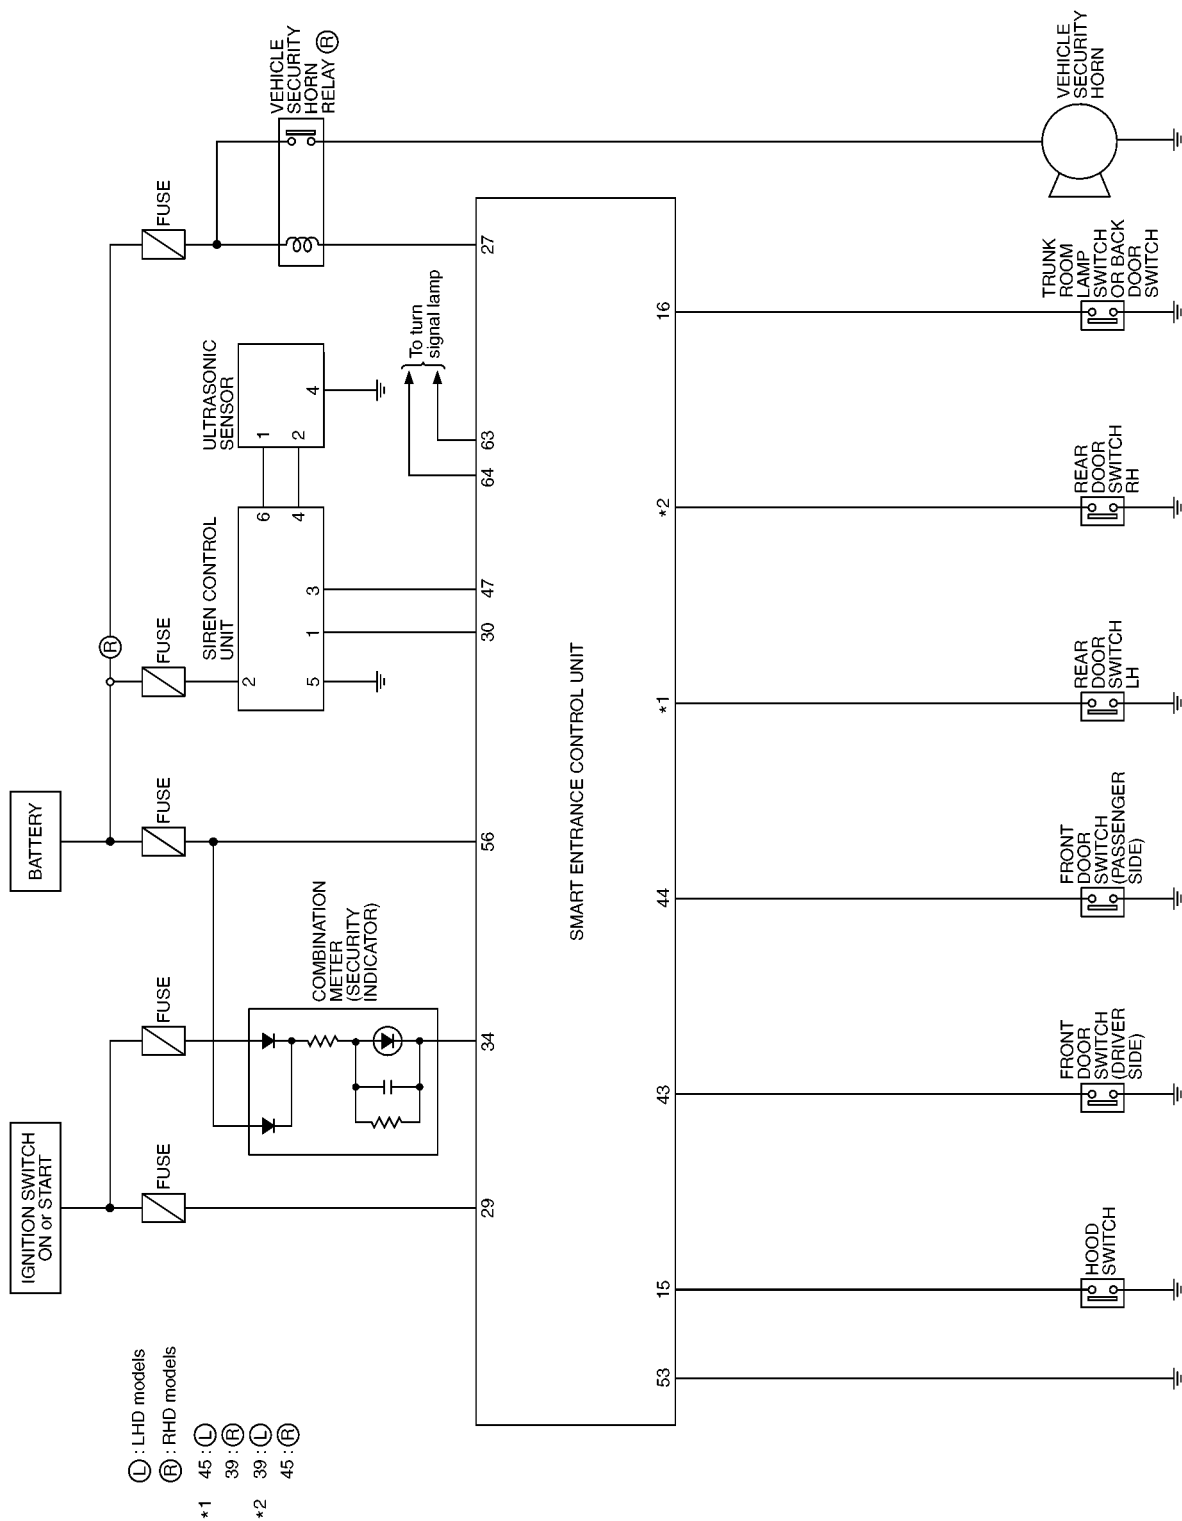 IGNITION SWITCH
ON or START
BATTERY
FUSE
FUSE
FUSE
FUSE
R
FUSE
VEHICLE
SECURITY
HORN
RELAY R
COMBINATION
METER
(SECURITY
INDICATOR)
SIREN CONTROL
UNIT
2
5
1
3
6
4
ULTRASONIC
SENSOR
1
2
4
To turn
signal lamp
29
34
56
30
47
64
63
27
SMART ENTRANCE CONTROL UNIT
53
15
43
44
*1
*2
16
HOOD
SWITCH
FRONT
DOOR
SWITCH
(DRIVER
SIDE)
FRONT
DOOR
SWITCH
(PASSENGER
SIDE)
REAR
DOOR
SWITCH
LH
REAR
DOOR
SWITCH
RH
TRUNK
ROOM
LAMP
SWITCH
OR BACK
DOOR
SWITCH
VEHICLE
SECURITY
HORN
L : LHD models
R : RHD models
*1 45 : L
39 : R
*2 39 : L
45 : R